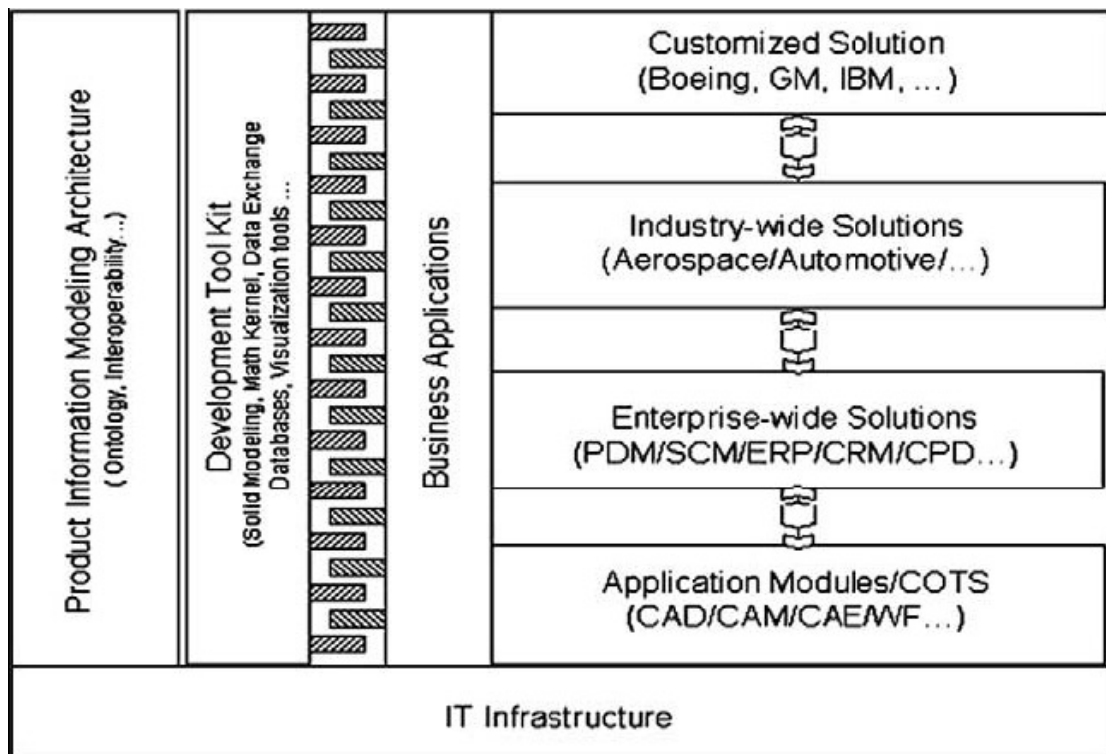 Product Information Modeling Architecture
( Ontology, Interoperability...)
Development Tool Kit
(Solid Modeling, Math Kernel, Data Exchange
Databases, Visualization tools ...
Business Applications
Customized Solution
(Boeing, GM, IBM, ...)
Industry-wide Solutions
(Aerospace/Automotive/...)
Enterprise-wide Solutions
(PDM/SCM/ERP/CRM/CPD...)
Application Modules/COTS
(CAD/CAM/CAE/WF...)
IT Infrastructure